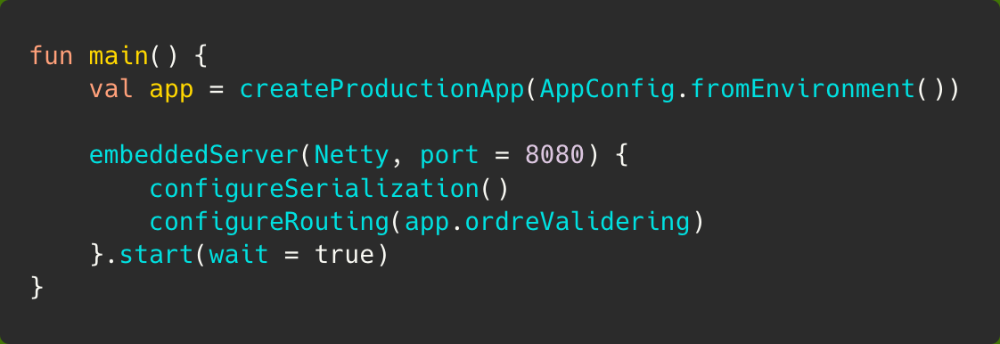 fun main() {
    val app = createProductionApp(AppConfig.fromEnvironment())

    embeddedServer(Netty, port = 8080) {
        configureSerialization()
        configureRouting(app.ordreValidering)
    }.start(wait = true)
}